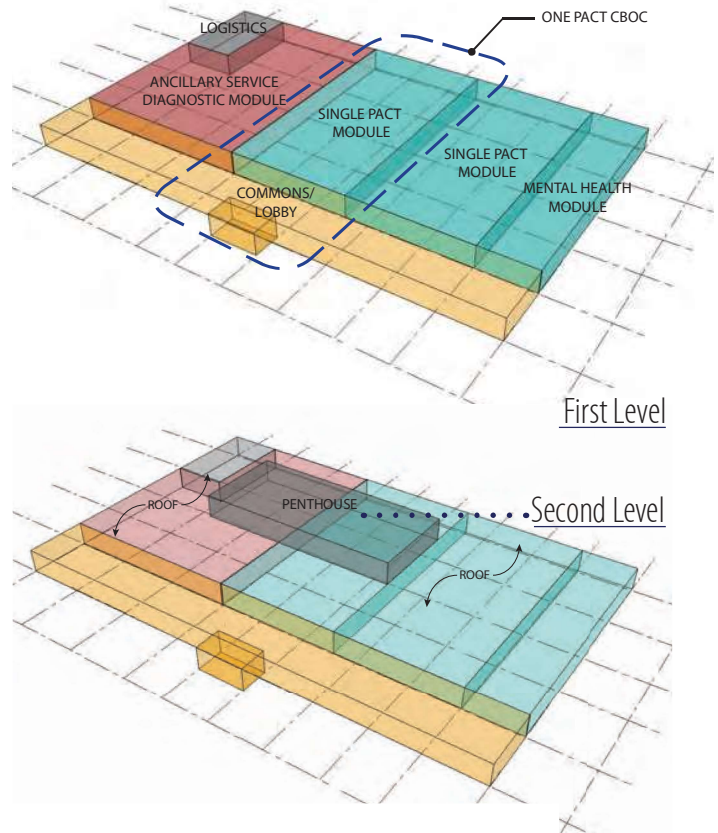 ONE PACT CBOC
LOGISTICS
ANCILLARY SERVICE
DIAGNOSTIC MODULE
SINGLE PACT
MODULE
SINGLE PACT
MODULE
MENTAL HEALTH
MODULE
COMMONS/
LOBBY
First Level
ROOF
PENTHOUSE
Second Level
ROOF